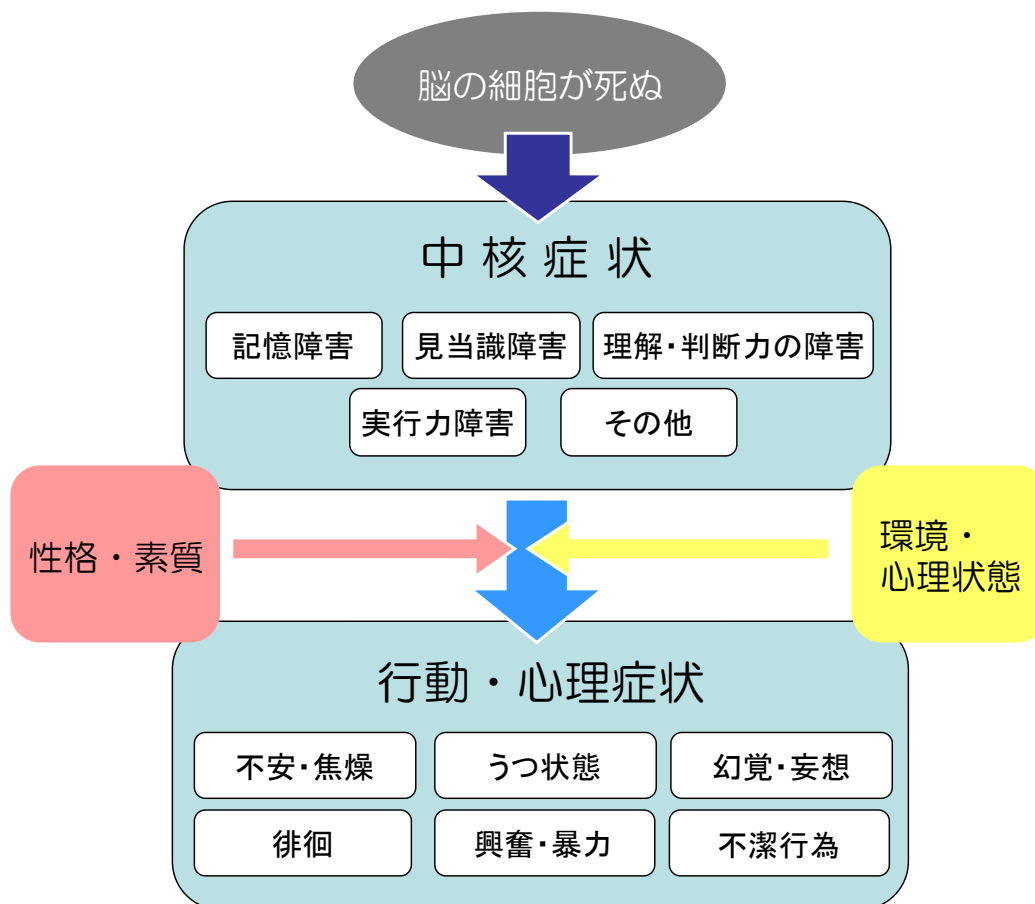 脳の細胞が死ぬ
中核症状
記憶障害
見当識障害
理解・判断力の障害
実行力障害
その他
性格・素質
環境・
心理状態
行動・心理症状
不安・焦燥
うつ状態
幻覚・妄想
徘徊
興奮・暴力
不潔行為